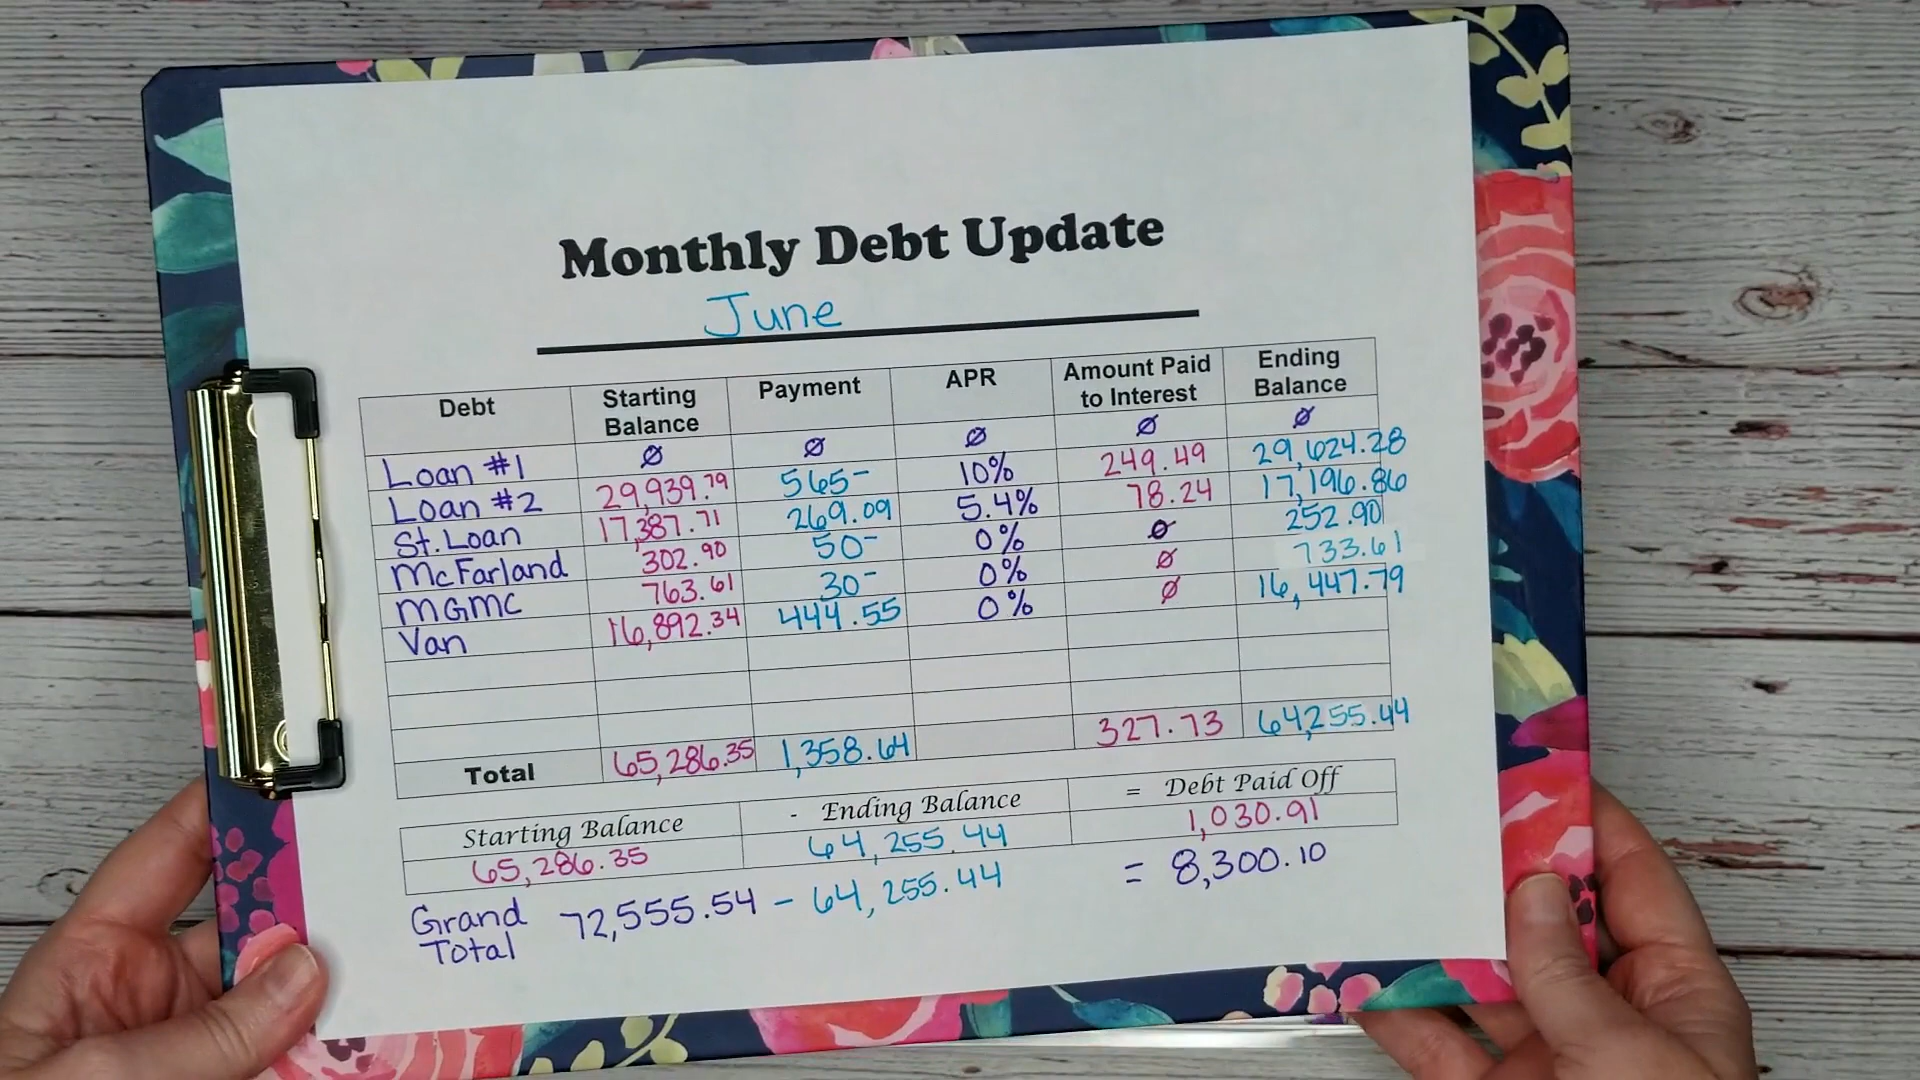 Monthly Debt Update
June
Debt Starting Balance Payment APR Amount Paid to Interest Ending Balance
Loan #1 ∅ ∅ ∅ ∅ ∅
Loan #2 29,939.79 565- 10% 249.49 29,624.28
St. Loan 17,387.71 269.09 5.4% 78.24 17,196.86
McFarland 302.90 50- 0% ∅ 252.90
MGMC 763.61 30- 0% ∅ 733.61
Van 16,892.34 444.55 0% ∅ 16,447.79
Total 65,286.35 1,358.64 327.73 64,255.44
Starting Balance - Ending Balance = Debt Paid Off
65,286.35 64,255.44 1,030.91
Grand Total 72,555.54 - 64,255.44 = 8,300.10